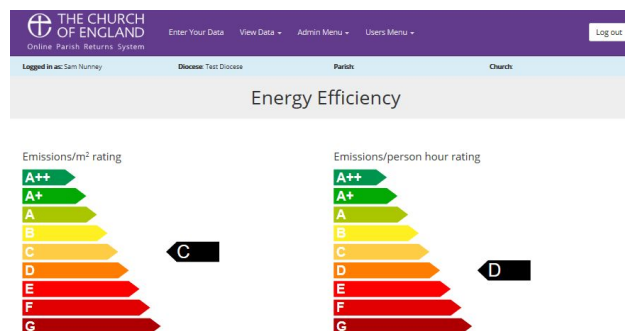 THE CHURCH
OF ENGLAND
Online Parish Returns System
Enter Your Data View Data Admin Menu Users Menu
Log out
Logged in as: Sam Nunney Diocese: Test Diocese Parish: Church:
Energy Efficiency
Emissions/m² rating
A++
A+
A
B
C
D
E
F
G
C
Emissions/person hour rating
A++
A+
A
B
C
D
E
F
G
D